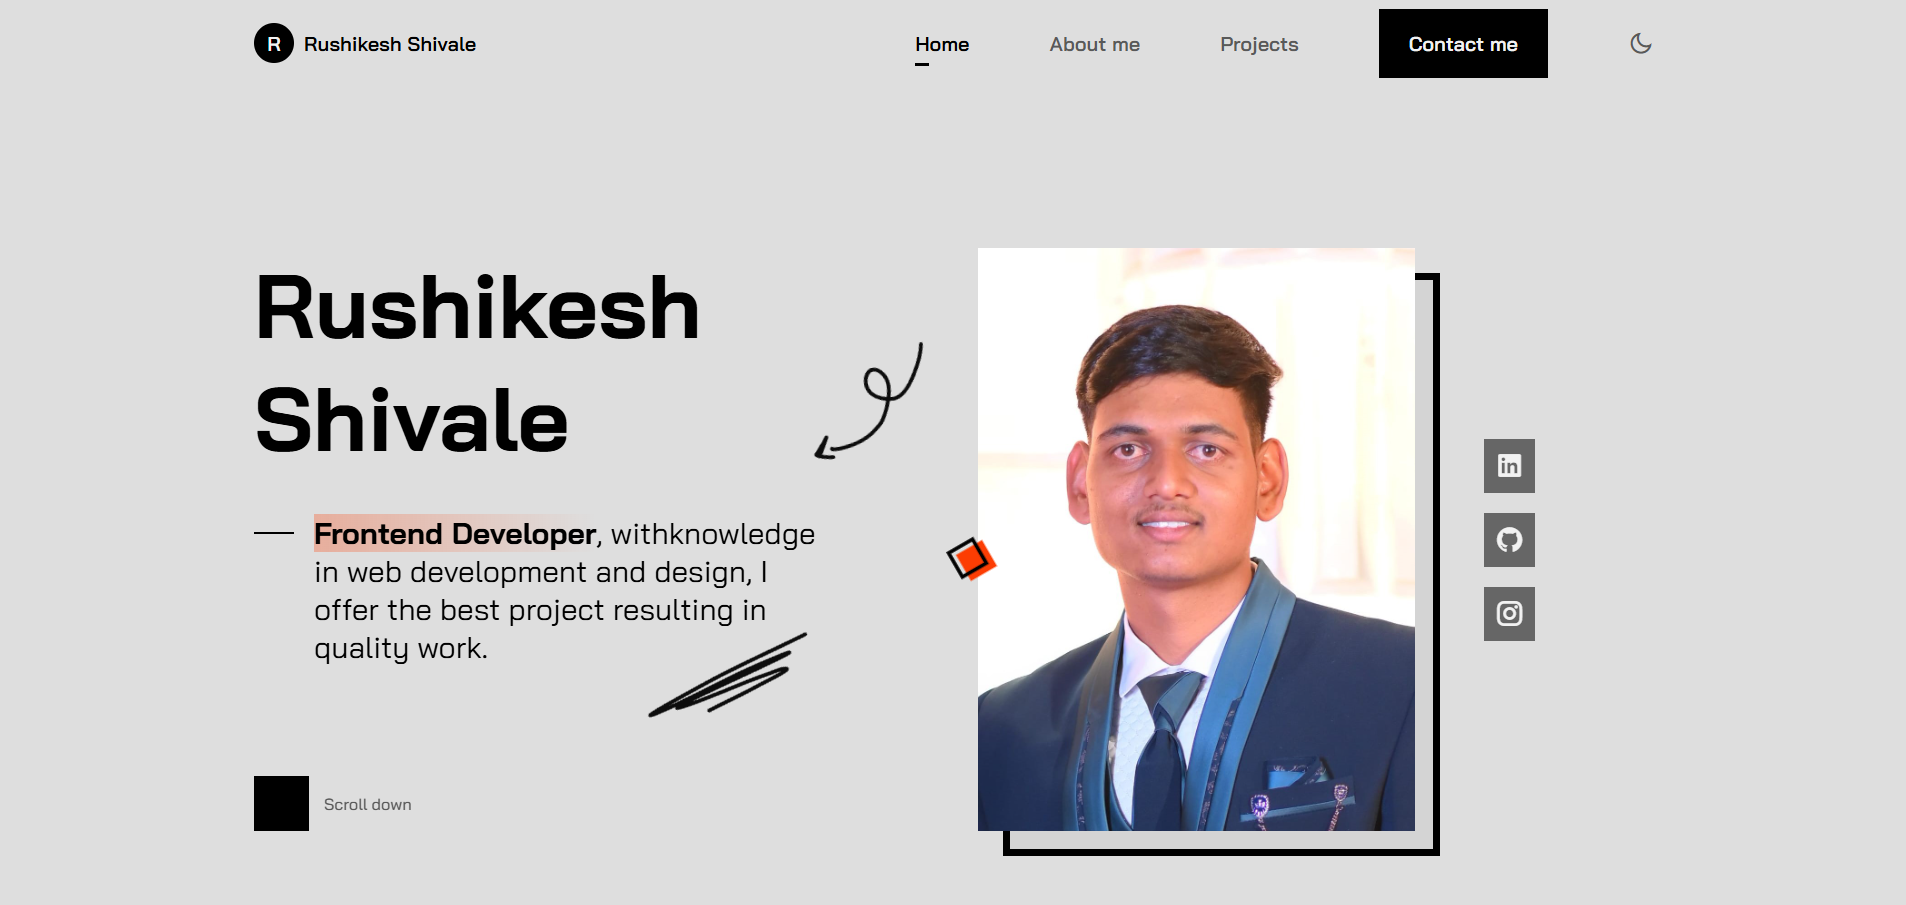 R Rushikesh Shivale
Home
About me
Projects
Contact me
Rushikesh
Shivale
Frontend Developer, withknowledge
in web development and design, I
offer the best project resulting in
quality work.
in
Scroll down